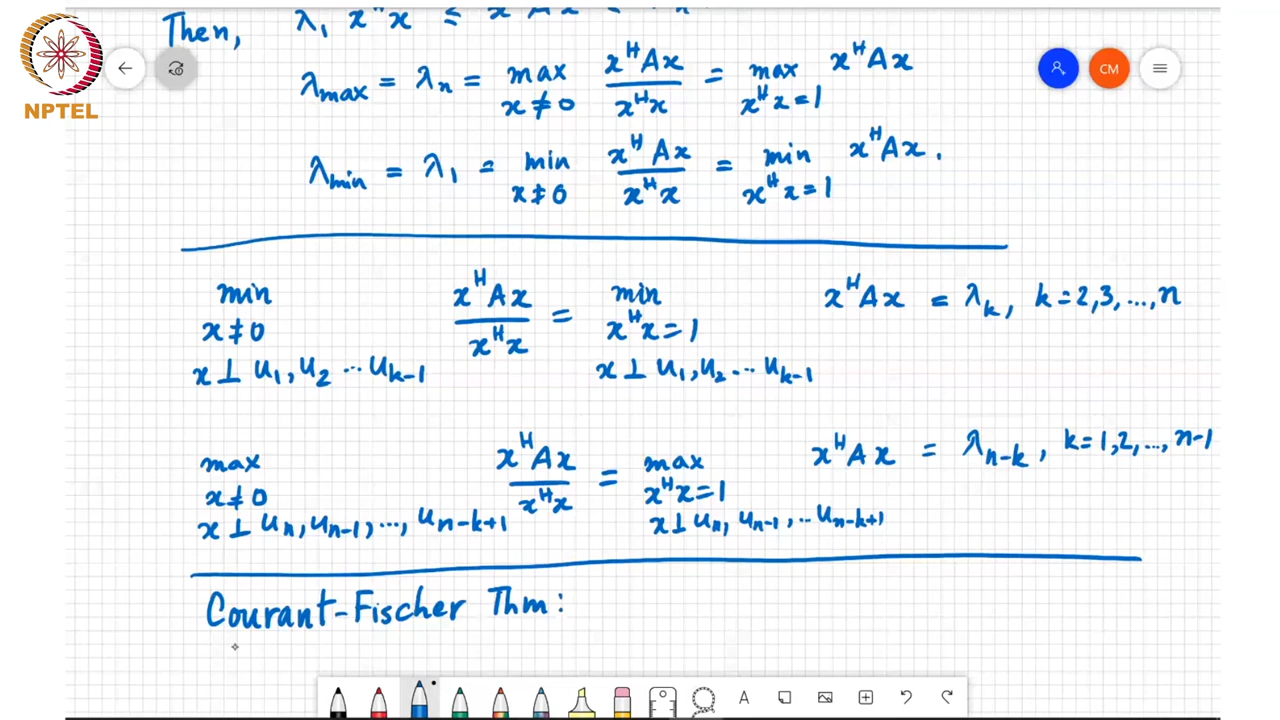 Then, λ₁ xᴴx ≤ xᴴAx ≤
NPTEL
CM
λmax = λₙ = max xᴴAx / xᴴx = max xᴴAx
x ≠ 0 xᴴx = 1
λmin = λ₁ = min xᴴAx / xᴴx = min xᴴAx .
x ≠ 0 xᴴx = 1
min xᴴAx / xᴴx = min xᴴAx = λₖ, k = 2,3, ..., n
x ≠ 0 xᴴx = 1
x ⊥ u₁, u₂ ... uₖ₋₁ x ⊥ u₁, u₂ ... uₖ₋₁
max xᴴAx / xᴴx = max xᴴAx = λₙ₋ₖ, k = 1,2, ..., n-1
x ≠ 0 xᴴx = 1
x ⊥ uₙ, uₙ₋₁, ..., uₙ₋ₖ₊₁ x ⊥ uₙ, uₙ₋₁, ... uₙ₋ₖ₊₁
Courant-Fischer Thm:
A